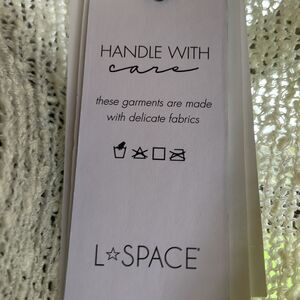 HANDLE WITH
care
these garments are made
with delicate fabrics
L☆SPACE®